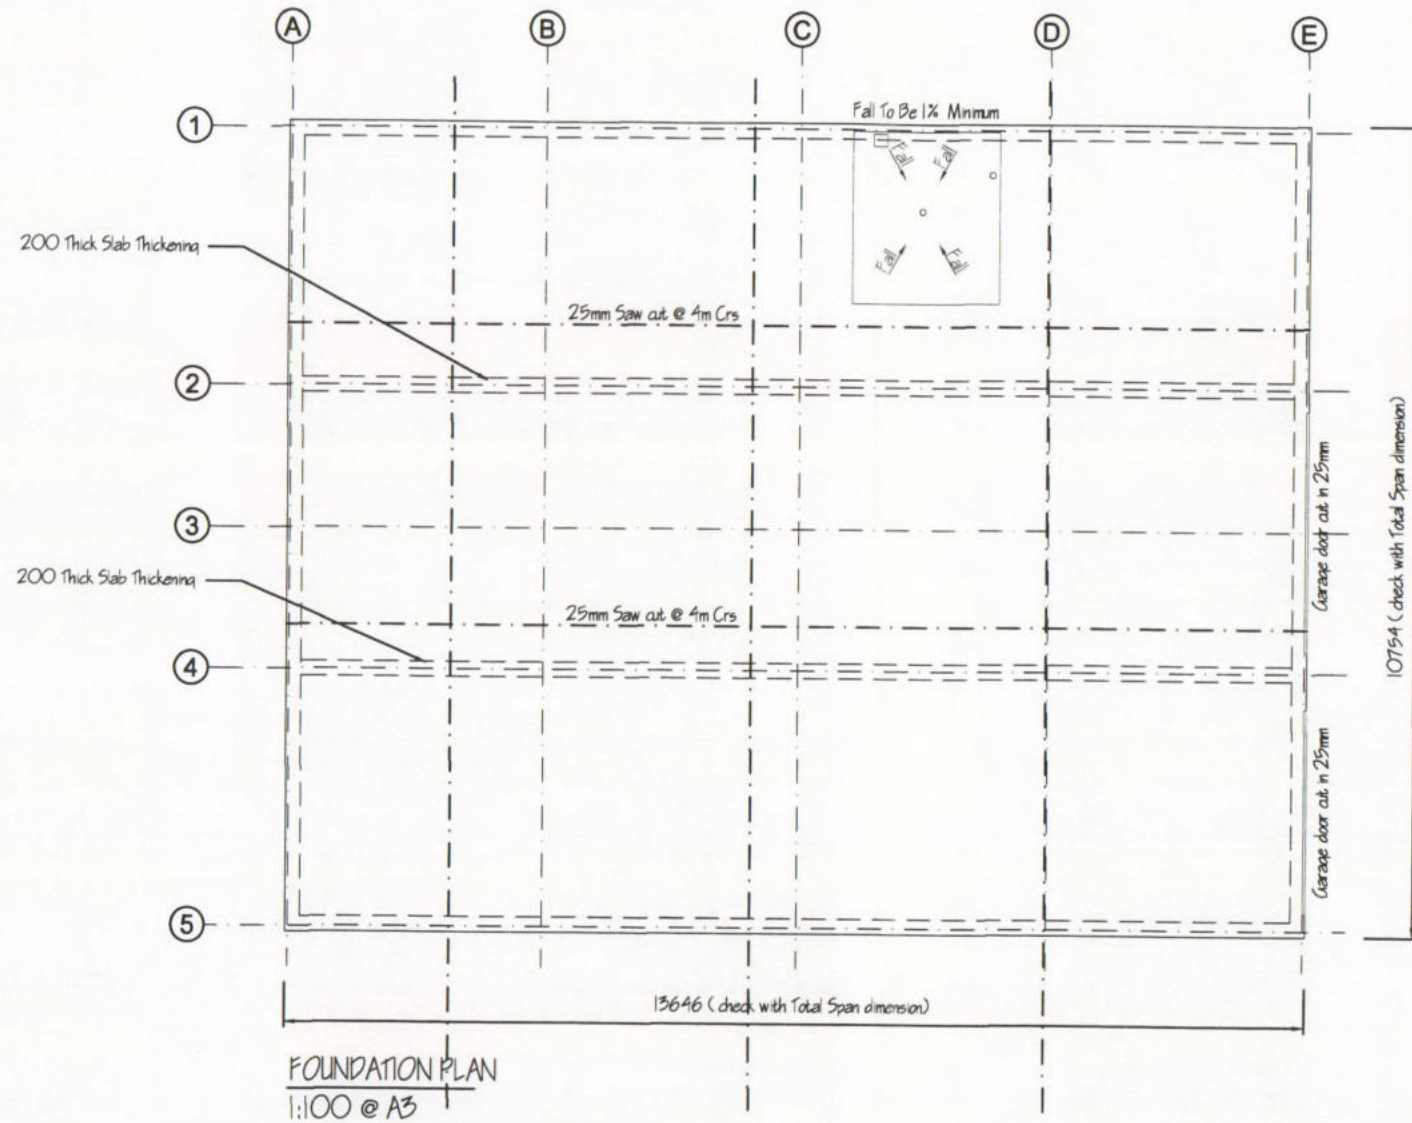 A
B
C
D
E
1
Fall To Be 1% Minimum
Fall
Fall
200 Thick Slab Thickening
Fall
Fall
25mm Saw cut @ 4m Crs
2
3
Garage door cut in 25mm
10754 ( check with Total Span dimension)
200 Thick Slab Thickening
25mm Saw cut @ 4m Crs
4
Garage door cut in 25mm
5
13646 ( check with Total Span dimension)
FOUNDATION PLAN
1:100 @ A3